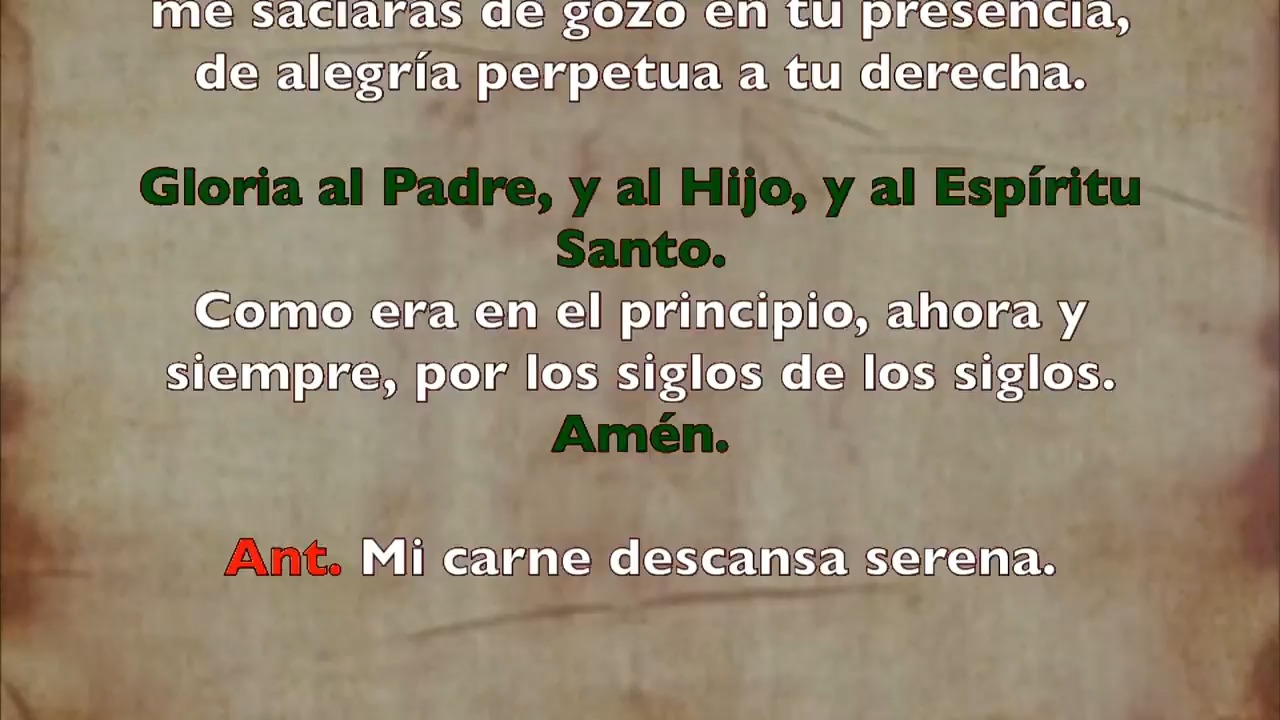 me saciarás de gozo en tu presencia,
de alegría perpetua a tu derecha.
Gloria al Padre, y al Hijo, y al Espíritu
Santo.
Como era en el principio, ahora y
siempre, por los siglos de los siglos.
Amén.
Ant. Mi carne descansa serena.